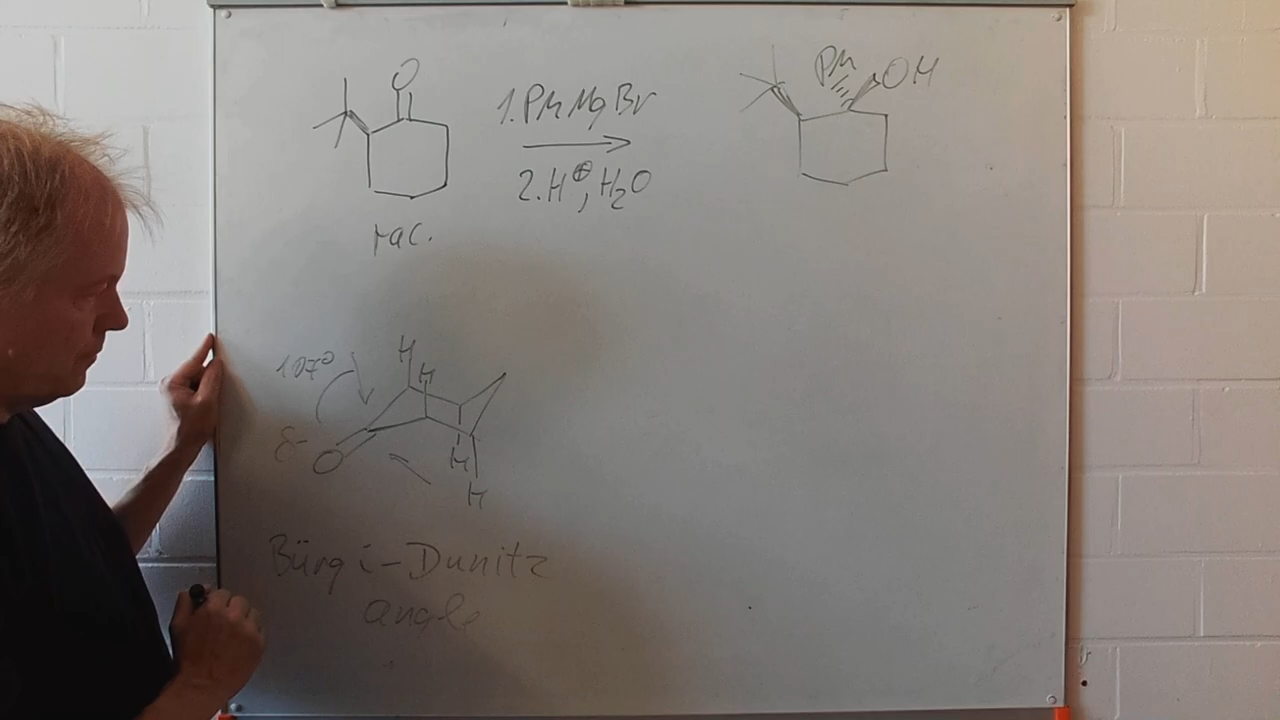 O
1. PhMgBr
2. H⊕, H2O
rac.
Ph
OH
107°
H
H
δ-
O
H
H
Bürgi-Dunitz
angle